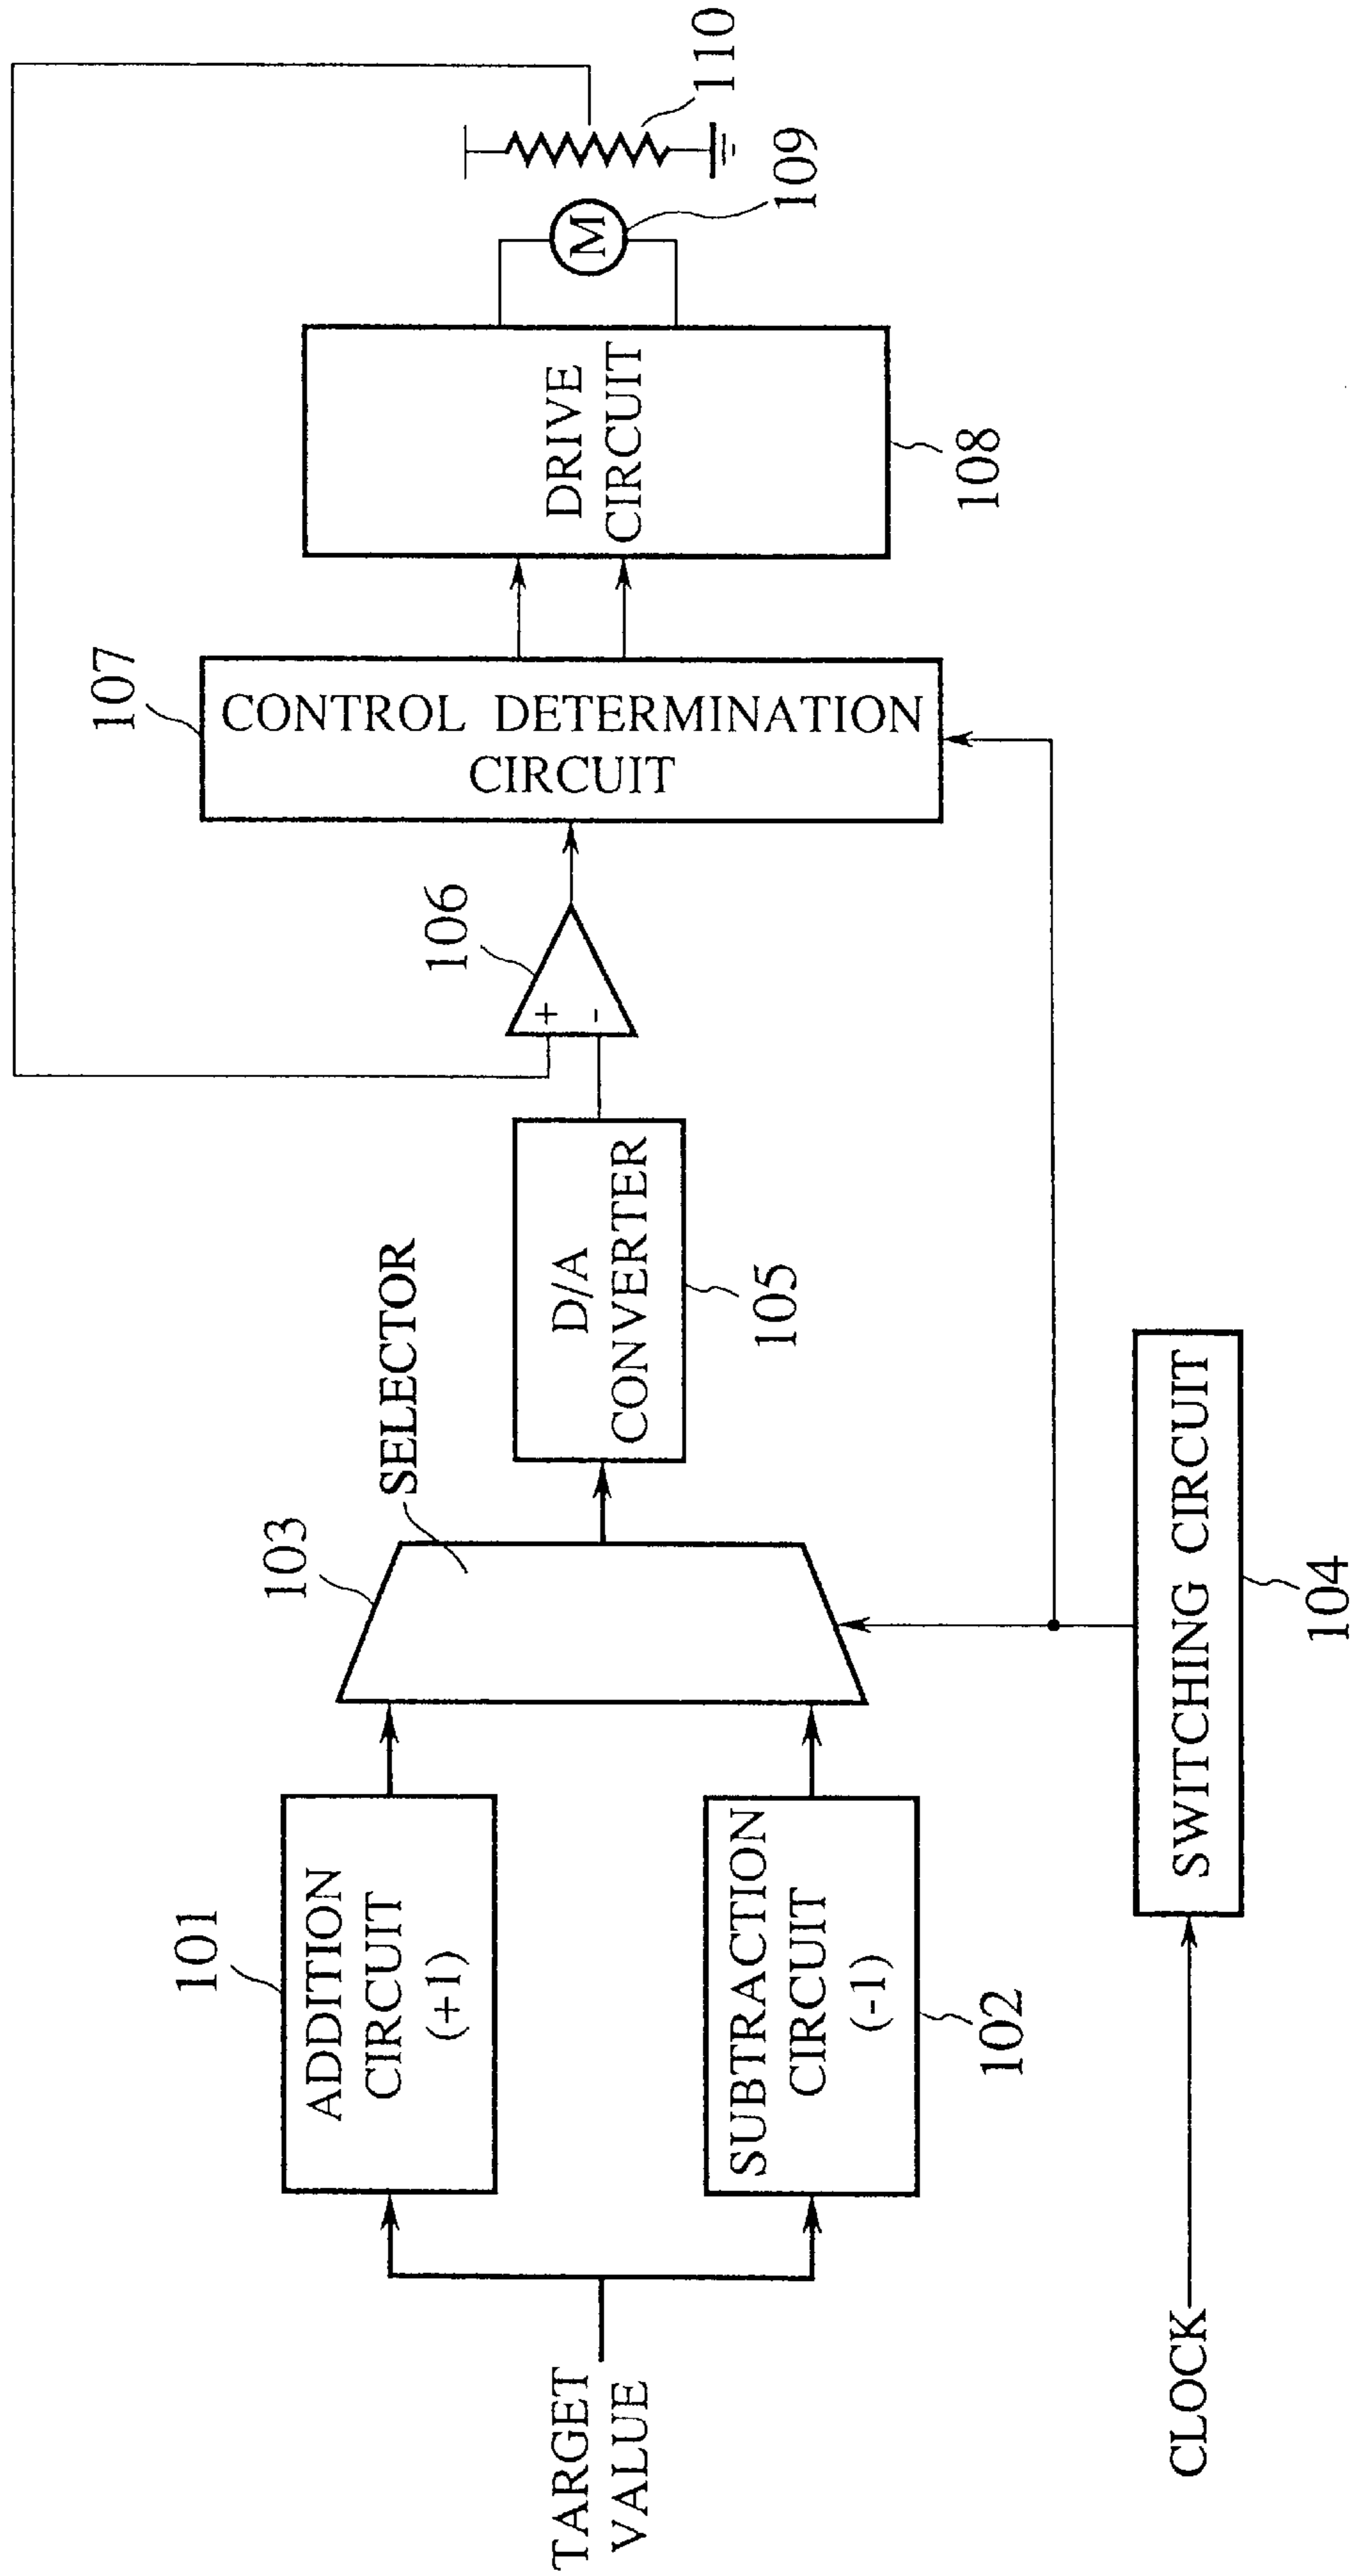 TARGET
VALUE
101
ADDITION
CIRCUIT
(+1)
SUBTRACTION
CIRCUIT
(-1)
102
103
SELECTOR
D/A
CONVERTER
105
106
+
-
107
CONTROL DETERMINATION
CIRCUIT
DRIVE
CIRCUIT
108
M
109
110
CLOCK
SWITCHING CIRCUIT
104